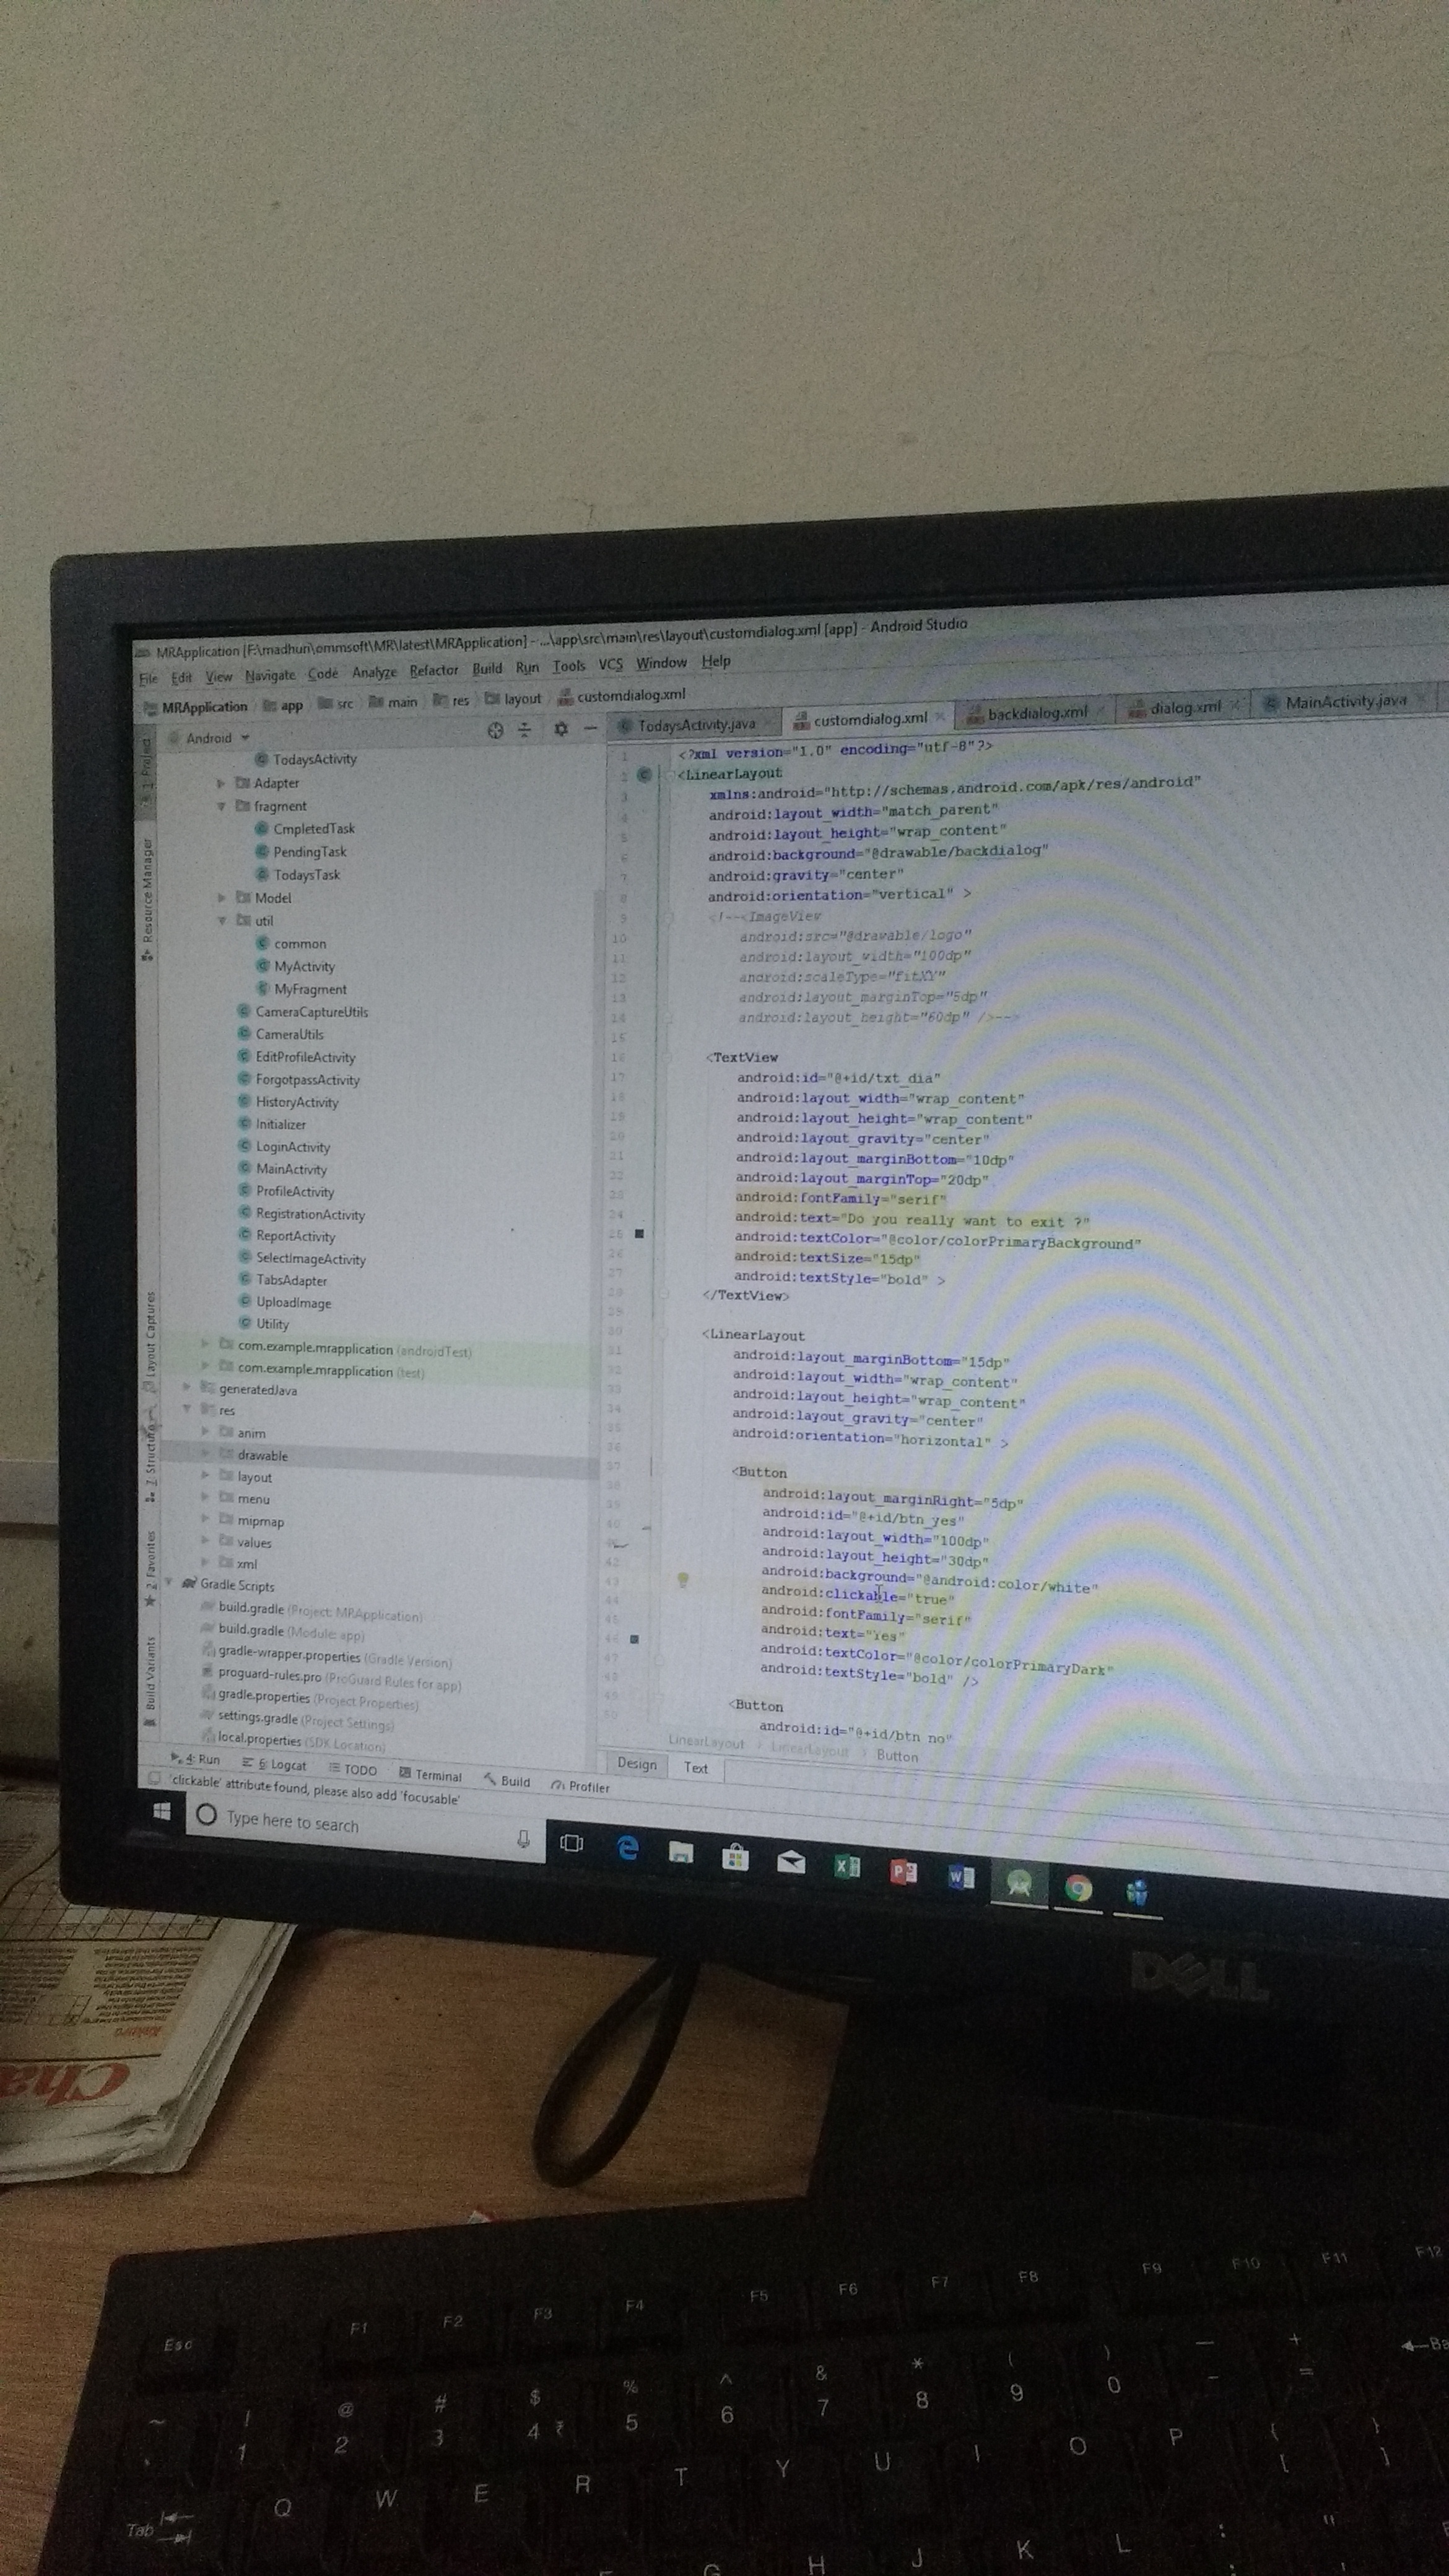 MRApplication [F:\madhuri\ommsoft\MR\latest\MRApplication] - ...\app\src\main\res\layout\customdialog.xml [app] - Android Studio
File Edit View Navigate Code Analyze Refactor Build Run Tools VCS Window Help
MRApplication app src main res layout customdialog.xml
Android
TodaysActivity.java customdialog.xml backdialog.xml dialog.xml MainActivity.java
1: Project
Resource Manager
Layout Captures
7: Structure
2: Favorites
Build Variants
TodaysActivity
Adapter
fragment
CmpletedTask
PendingTask
TodaysTask
Model
util
common
MyActivity
MyFragment
CameraCaptureUtils
CameraUtils
EditProfileActivity
ForgotpassActivity
HistoryActivity
Initializer
LoginActivity
MainActivity
ProfileActivity
RegistrationActivity
ReportActivity
SelectImageActivity
TabsAdapter
UploadImage
Utility
com.example.mrapplication (androidTest)
com.example.mrapplication (test)
generatedJava
res
anim
drawable
layout
menu
mipmap
values
xml
Gradle Scripts
build.gradle (Project: MRApplication)
build.gradle (Module: app)
gradle-wrapper.properties (Gradle Version)
proguard-rules.pro (ProGuard Rules for app)
gradle.properties (Project Properties)
settings.gradle (Project Settings)
local.properties (SDK Location)
<?xml version="1.0" encoding="utf-8"?>
<LinearLayout
xmlns:android="http://schemas.android.com/apk/res/android"
android:layout_width="match_parent"
android:layout_height="wrap_content"
android:background="@drawable/backdialog"
android:gravity="center"
android:orientation="vertical" >
<!--<ImageView
android:src="@drawable/logo"
android:layout_width="100dp"
android:scaleType="fitXY"
android:layout_marginTop="5dp"
android:layout_height="60dp" />-->
<TextView
android:id="@+id/txt_dia"
android:layout_width="wrap_content"
android:layout_height="wrap_content"
android:layout_gravity="center"
android:layout_marginBottom="10dp"
android:layout_marginTop="20dp"
android:fontFamily="serif"
android:text="Do you really want to exit ?"
android:textColor="@color/colorPrimaryBackground"
android:textSize="15dp"
android:textStyle="bold" >
</TextView>
<LinearLayout
android:layout_marginBottom="15dp"
android:layout_width="wrap_content"
android:layout_height="wrap_content"
android:layout_gravity="center"
android:orientation="horizontal" >
<Button
android:layout_marginRight="5dp"
android:id="@+id/btn_yes"
android:layout_width="100dp"
android:layout_height="30dp"
android:background="@android:color/white"
android:clickable="true"
android:fontFamily="serif"
android:text="Yes"
android:textColor="@color/colorPrimaryDark"
android:textStyle="bold" />
<Button
android:id="@+id/btn_no"
LinearLayout LinearLayout Button
Design Text
4: Run 6: Logcat TODO Terminal Build Profiler
'clickable' attribute found, please also add 'focusable'
Type here to search
DELL
Cha
Esc F1 F2 F3 F4 F5 F6 F7 F8 F9 F10 F11 F12
~ ! @ # $ % ^ & * ( ) _ +
1 2 3 4 ₹ 5 6 7 8 9 0 - =
Tab Q W E R T Y U I O P { }
[ ]
G H J K L : "